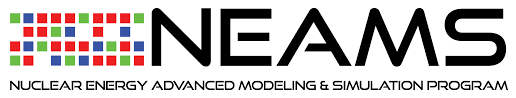 NEAMS
NUCLEAR ENERGY ADVANCED MODELING & SIMULATION PROGRAM